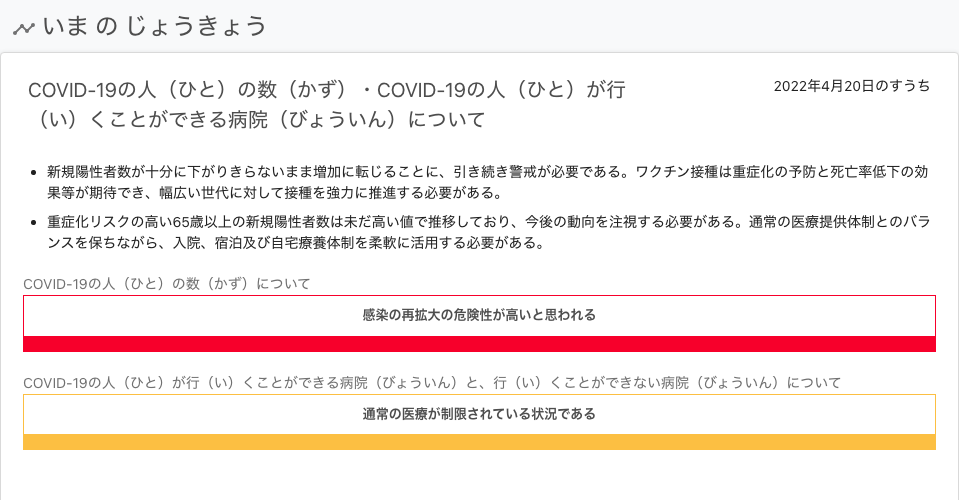 いま の じょうきょう
COVID-19の人（ひと）の数（かず）・COVID-19の人（ひと）が行
（い）くことができる病院（びょういん）について
2022年4月20日のすうち
• 新規陽性者数が十分に下がりきらないまま増加に転じることに、引き続き警戒が必要である。ワクチン接種は重症化の予防と死亡率低下の効
果等が期待でき、幅広い世代に対して接種を強力に推進する必要がある。
• 重症化リスクの高い65歳以上の新規陽性者数は未だ高い値で推移しており、今後の動向を注視する必要がある。通常の医療提供体制とのバラ
ンスを保ちながら、入院、宿泊及び自宅療養体制を柔軟に活用する必要がある。
COVID-19の人（ひと）の数（かず）について
感染の再拡大の危険性が高いと思われる
COVID-19の人（ひと）が行（い）くことができる病院（びょういん）と、行（い）くことができない病院（びょういん）について
通常の医療が制限されている状況である